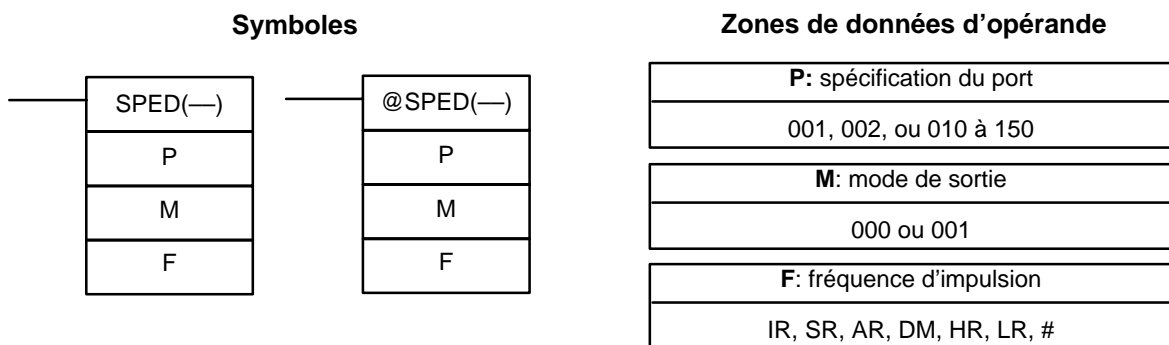 Symboles
SPED(––)
P
M
F
@SPED(––)
P
M
F
Zones de données d’opérande
P: spécification du port
001, 002, ou 010 à 150
M: mode de sortie
000 ou 001
F: fréquence d’impulsion
IR, SR, AR, DM, HR, LR, #